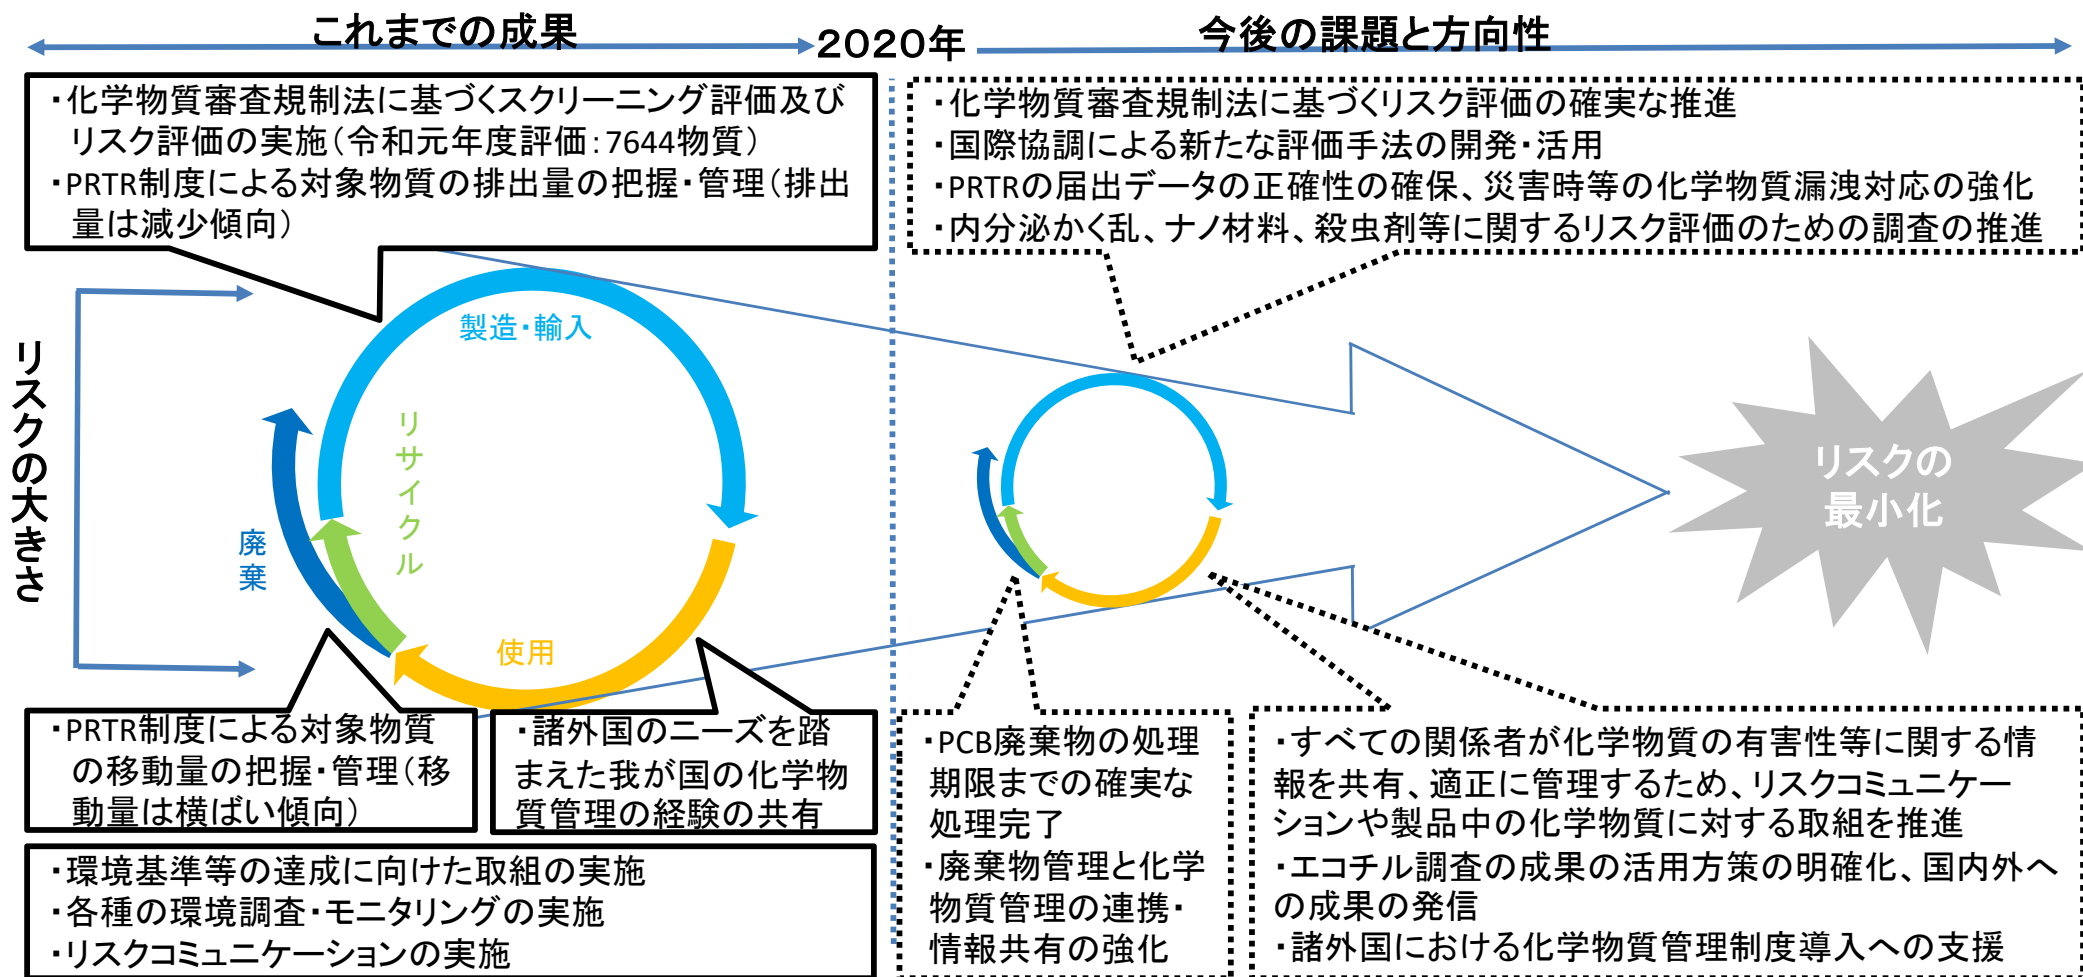 これまでの成果
2020年
今後の課題と方向性
・化学物質審査規制法に基づくスクリーニング評価及び
リスク評価の実施（令和元年度評価：7644物質）
・PRTR制度による対象物質の排出量の把握・管理（排出
量は減少傾向）
・化学物質審査規制法に基づくリスク評価の確実な推進
・国際協調による新たな評価手法の開発・活用
・PRTRの届出データの正確性の確保、災害時等の化学物質漏洩対応の強化
・内分泌かく乱、ナノ材料、殺虫剤等に関するリスク評価のための調査の推進
リスクの大きさ
製造・輸入
リサイクル
廃棄
使用
リスクの
最小化
・PRTR制度による対象物質
の移動量の把握・管理（移
動量は横ばい傾向）
・諸外国のニーズを踏
まえた我が国の化学物
質管理の経験の共有
・環境基準等の達成に向けた取組の実施
・各種の環境調査・モニタリングの実施
・リスクコミュニケーションの実施
・PCB廃棄物の処理
期限までの確実な
処理完了
・廃棄物管理と化学
物質管理の連携・
情報共有の強化
・すべての関係者が化学物質の有害性等に関する情
報を共有、適正に管理するため、リスクコミュニケー
ションや製品中の化学物質に対する取組を推進
・エコチル調査の成果の活用方策の明確化、国内外へ
の成果の発信
・諸外国における化学物質管理制度導入への支援